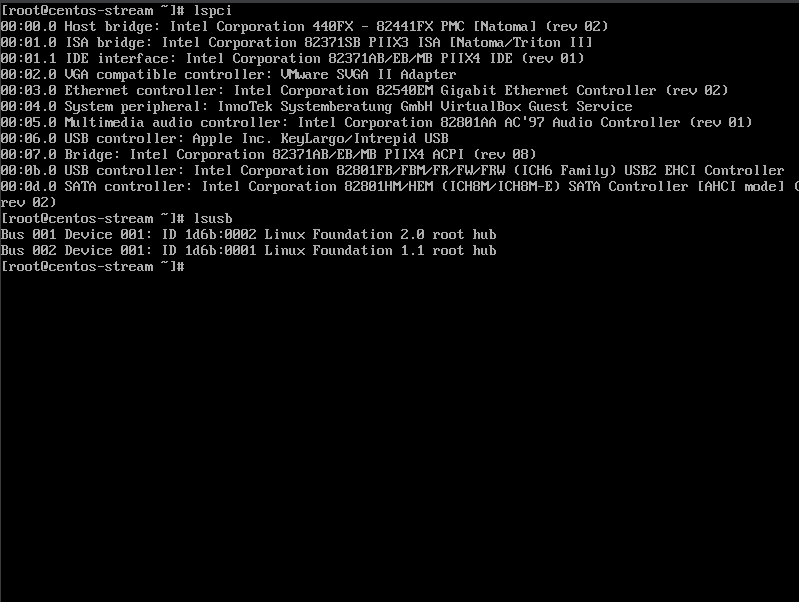 [root@centos-stream ~]# lspci
00:00.0 Host bridge: Intel Corporation 440FX - 82441FX PMC [Natoma] (rev 02)
00:01.0 ISA bridge: Intel Corporation 82371SB PIIX3 ISA [Natoma/Triton II]
00:01.1 IDE interface: Intel Corporation 82371AB/EB/MB PIIX4 IDE (rev 01)
00:02.0 VGA compatible controller: VMware SVGA II Adapter
00:03.0 Ethernet controller: Intel Corporation 82540EM Gigabit Ethernet Controller (rev 02)
00:04.0 System peripheral: InnoTek Systemberatung GmbH VirtualBox Guest Service
00:05.0 Multimedia audio controller: Intel Corporation 82801AA AC'97 Audio Controller (rev 01)
00:06.0 USB controller: Apple Inc. KeyLargo/Intrepid USB
00:07.0 Bridge: Intel Corporation 82371AB/EB/MB PIIX4 ACPI (rev 08)
00:0b.0 USB controller: Intel Corporation 82801FB/FBM/FR/FW/FRW (ICH6 Family) USB2 EHCI Controller
00:0d.0 SATA controller: Intel Corporation 82801HM/HEM (ICH8M/ICH8M-E) SATA Controller [AHCI mode] (
rev 02)
[root@centos-stream ~]# lsusb
Bus 001 Device 001: ID 1d6b:0002 Linux Foundation 2.0 root hub
Bus 002 Device 001: ID 1d6b:0001 Linux Foundation 1.1 root hub
[root@centos-stream ~]#